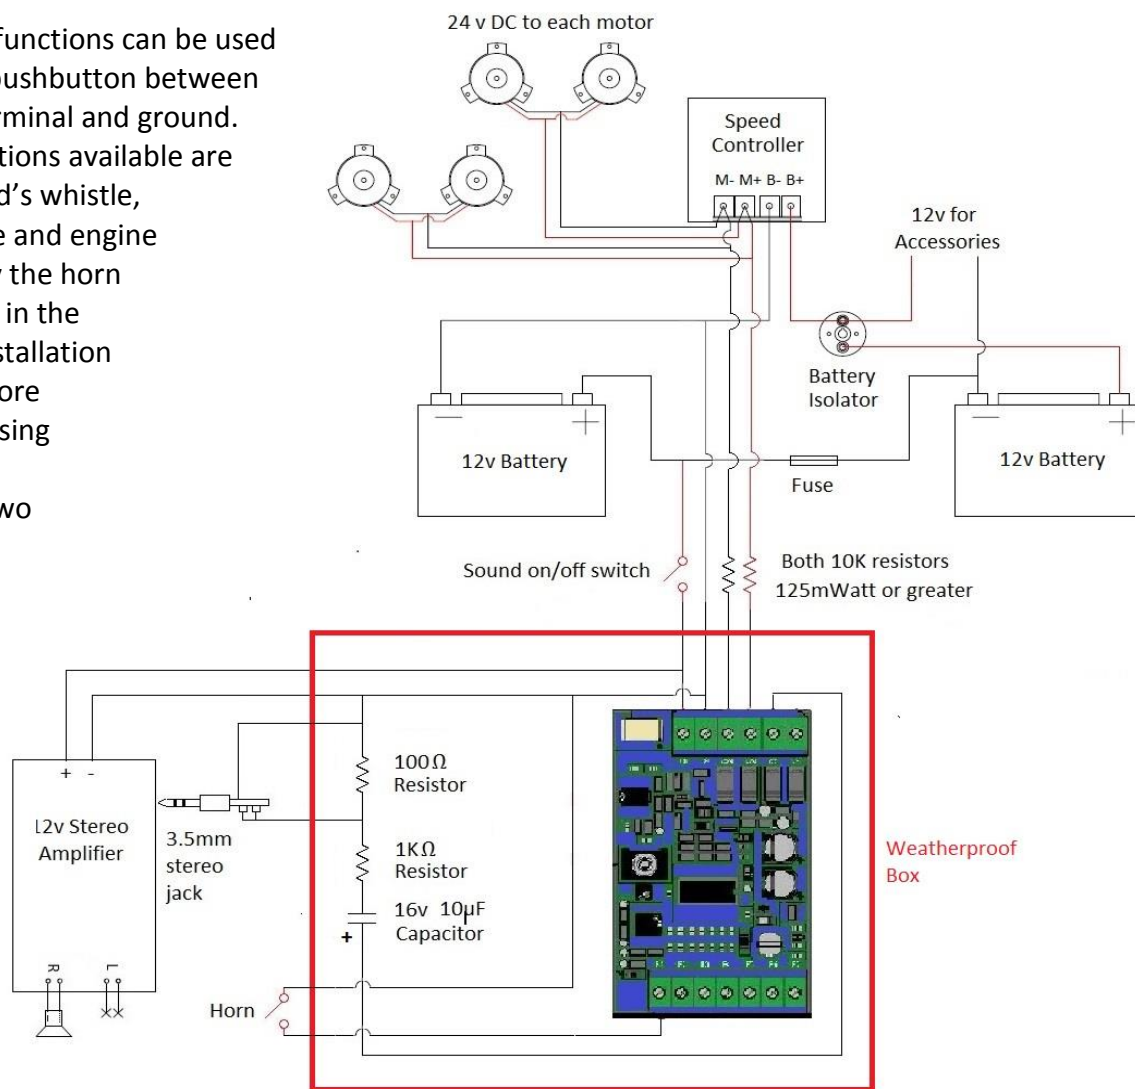 functions can be used
pushbutton between
rminal and ground.
tions available are
d's whistle,
e and engine
the horn
in the
stallation
ore
sing
wo
24 v DC to each motor
Speed
Controller
M- M+ B- B+
12v for
Accessories
Battery
Isolator
12v Battery
Fuse
12v Battery
Sound on/off switch
Both 10K resistors
125mWatt or greater
100Ω
Resistor
1KΩ
Resistor
16v 10µF
Capacitor
+
+ -
12v Stereo
Amplifier
3.5mm
stereo
jack
R L
Horn
Weatherproof
Box